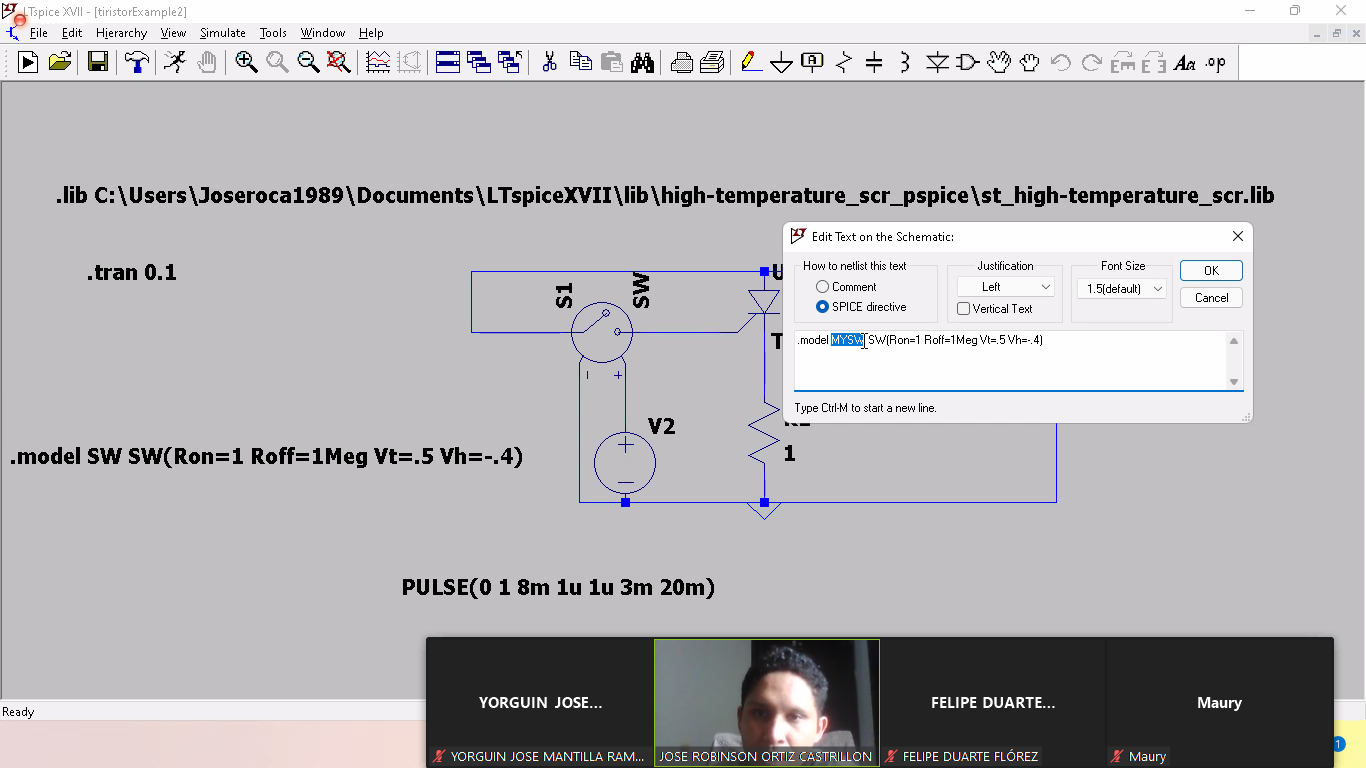 LTspice XVII - [tiristorExample2]
File Edit Hierarchy View Simulate Tools Window Help
.op
.lib C:\Users\Joseroca1989\Documents\LTspiceXVII\lib\high-temperature_scr_pspice\st_high-temperature_scr.lib
.tran 0.1
S1
SW
U
T
V2
1
.model SW SW(Ron=1 Roff=1Meg Vt=.5 Vh=-.4)
PULSE(0 1 8m 1u 1u 3m 20m)
Edit Text on the Schematic:
How to netlist this text
Comment
SPICE directive
Justification
Left
Vertical Text
Font Size
1.5(default)
OK
Cancel
.model MYSW SW(Ron=1 Roff=1Meg Vt=.5 Vh=-.4)
Type Ctrl-M to start a new line.
Ready
YORGUIN JOSE...
YORGUIN JOSE MANTILLA RAM...
JOSE ROBINSON ORTIZ CASTRILLON
FELIPE DUARTE...
FELIPE DUARTE FLÓREZ
Maury
Maury
1